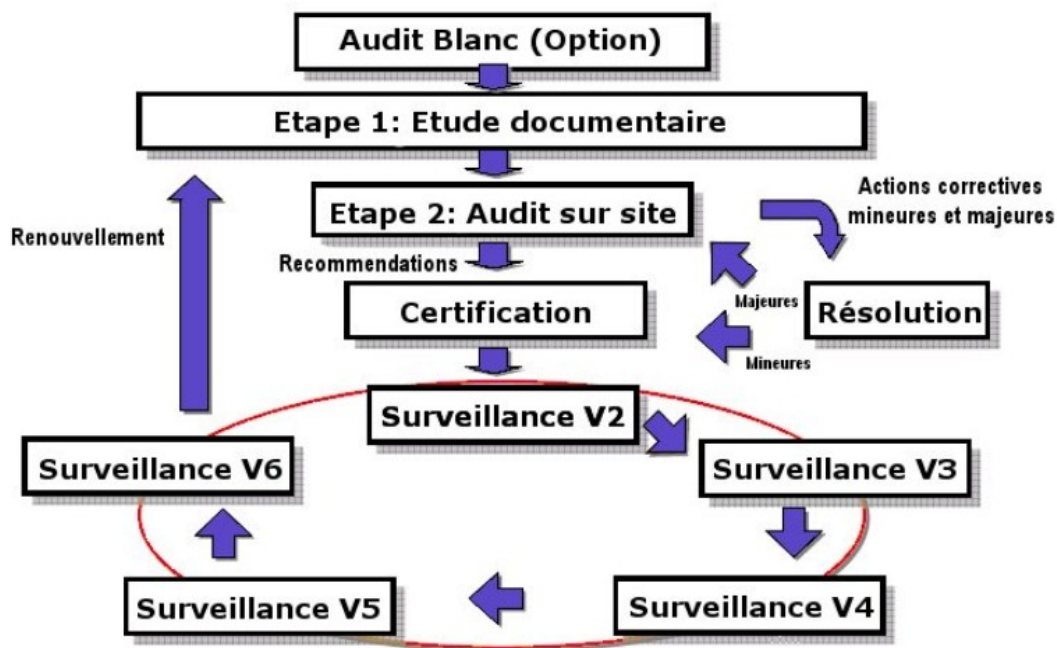 Audit Blanc (Option)
Etape 1: Etude documentaire
Etape 2: Audit sur site
Actions correctives
mineures et majeures
Renouvellement
Recommendations
Certification
Majeures
Résolution
Mineures
Surveillance V2
Surveillance V6
Surveillance V3
Surveillance V5
Surveillance V4